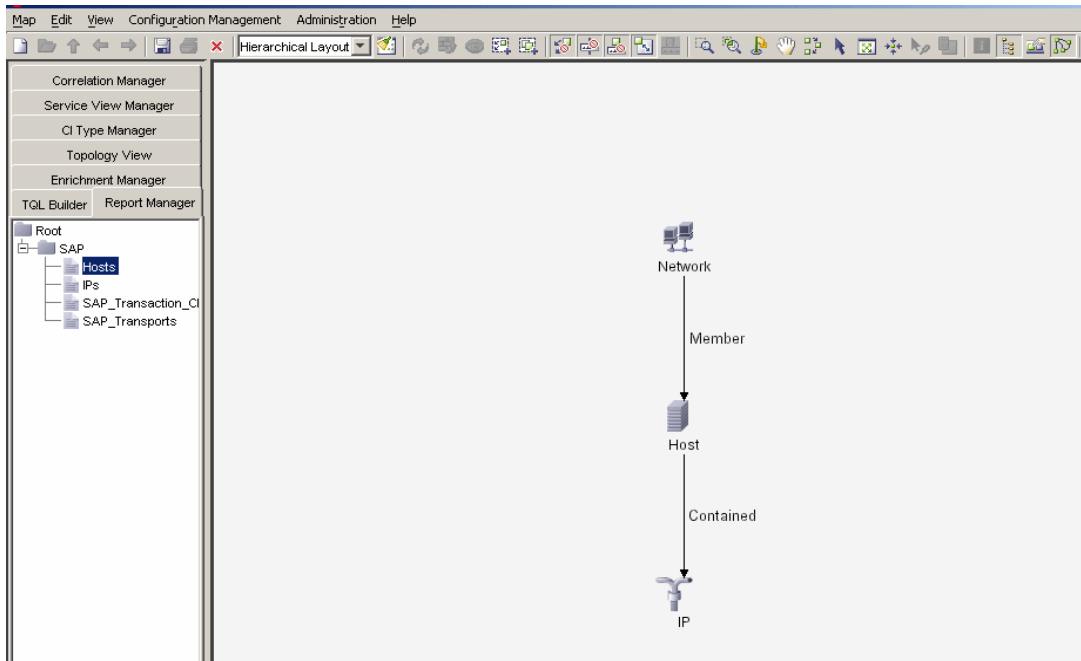 Map Edit View Configuration Management Administration Help
Hierarchical Layout
Correlation Manager
Service View Manager
CI Type Manager
Topology View
Enrichment Manager
TQL Builder Report Manager
Root
SAP
Hosts
IPs
SAP_Transaction_Cl
SAP_Transports
Network
Member
Host
Contained
IP